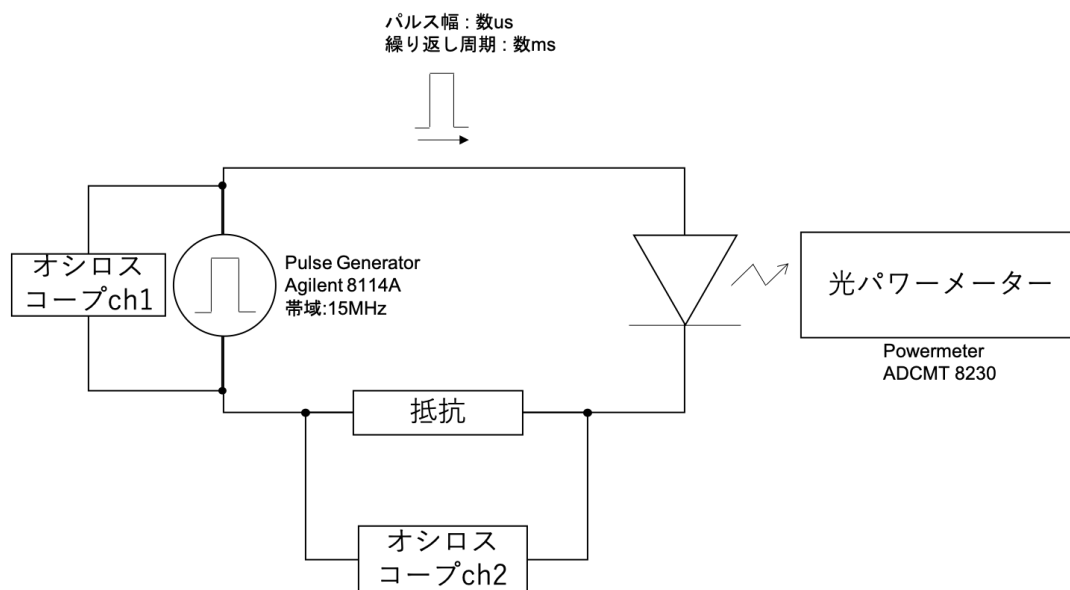 パルス幅 : 数us
繰り返し周期 : 数ms
オシロス
コープch1
Pulse Generator
Agilent 8114A
帯域:15MHz
光パワーメーター
Powermeter
ADCMT 8230
抵抗
オシロス
コープch2